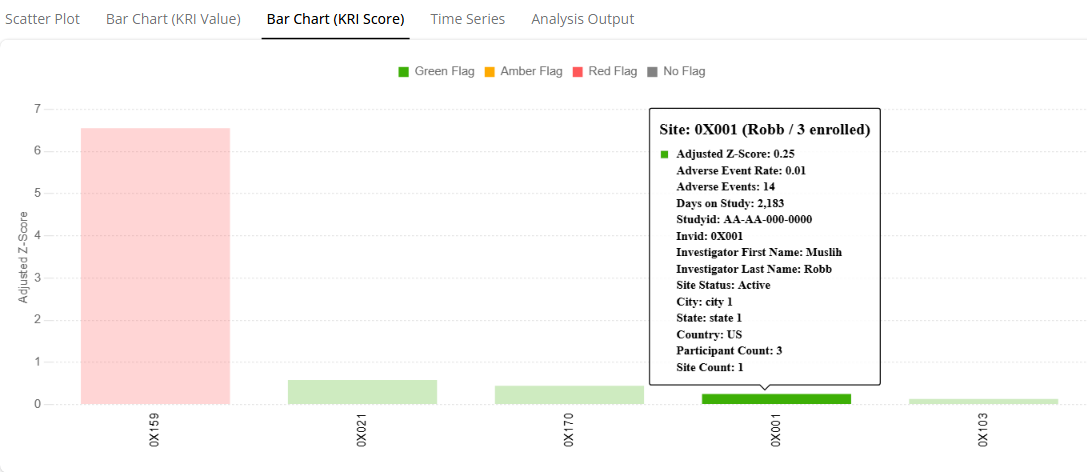 Scatter Plot Bar Chart (KRI Value) Bar Chart (KRI Score) Time Series Analysis Output
Green Flag Amber Flag Red Flag No Flag
Adjusted Z-Score
7
6
5
4
3
2
1
0
Site: 0X001 (Robb / 3 enrolled)
Adjusted Z-Score: 0.25
Adverse Event Rate: 0.01
Adverse Events: 14
Days on Study: 2,183
Studyid: AA-AA-000-0000
Invid: 0X001
Investigator First Name: Muslih
Investigator Last Name: Robb
Site Status: Active
City: city 1
State: state 1
Country: US
Participant Count: 3
Site Count: 1
0X159
0X021
0X170
0X001
0X103